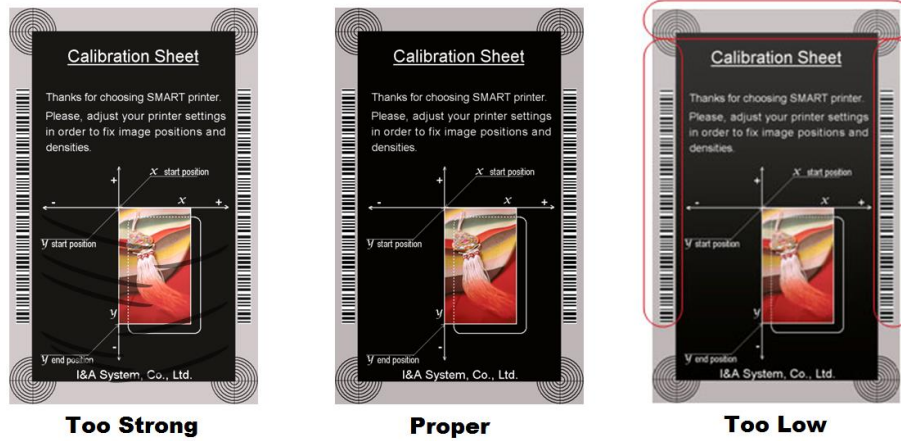 Calibration Sheet
Thanks for choosing SMART printer.
Please, adjust your printer settings
in order to fix image positions and
densities.
x start position
+
- x +
y start position
y
y end position
-
I&A System, Co., Ltd.
Too Strong
Calibration Sheet
Thanks for choosing SMART printer.
Please, adjust your printer settings
in order to fix image positions and
densities.
x start position
+
- x +
y start position
y
y end position
-
I&A System, Co., Ltd.
Proper
Calibration Sheet
Thanks for choosing SMART printer.
Please, adjust your printer settings
in order to fix image positions and
densities.
x start position
+
- x +
y start position
y
y end position
-
I&A System, Co., Ltd.
Too Low